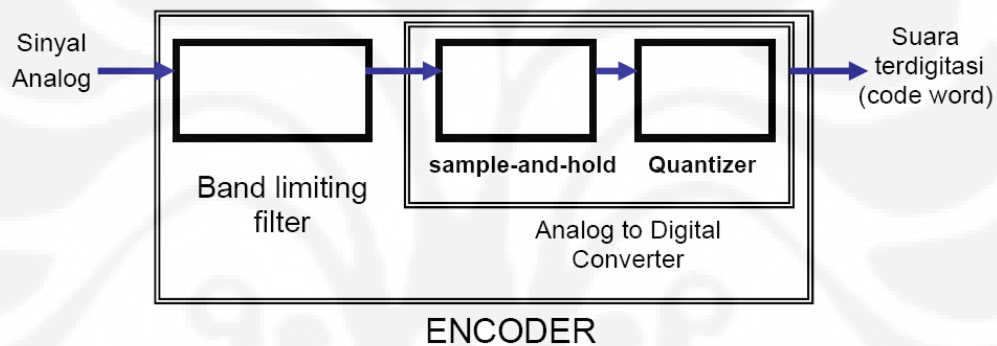 Sinyal
Analog
Band limiting
filter
sample-and-hold
Quantizer
Analog to Digital
Converter
Suara
terdigitasi
(code word)
ENCODER